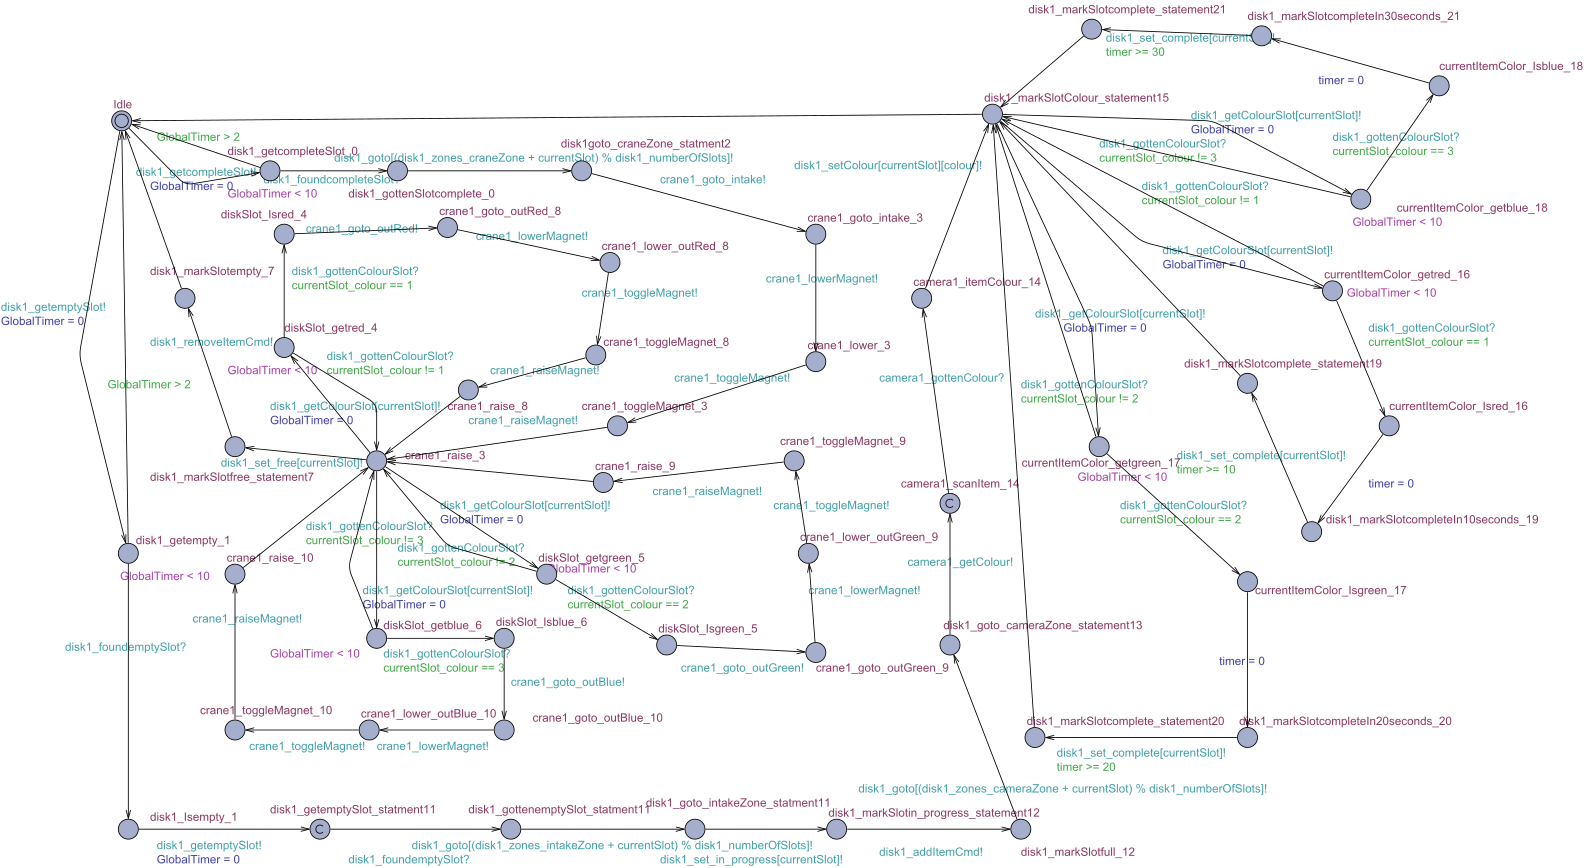 disk1_markSlotcomplete_statement21
disk1_markSlotcompleteIn30seconds_21
disk1_set_complete[currentS
timer >= 30
currentItemColor_Isblue_18
timer = 0
Idle
disk1_markSlotColour_statement15
disk1_getColourSlot[currentSlot]!
GlobalTimer = 0
GlobalTimer > 2
disk1_gottenColourSlot?
currentSlot_colour == 3
disk1_getcompleteSlot_0
disk1goto_craneZone_statment2
disk1_gottenColourSlot?
currentSlot_colour != 3
disk1_goto[(disk1_zones_craneZone + currentSlot) % disk1_numberOfSlots]!
disk1_setColour[currentSlot][colour]!
disk1_getcompleteSlot!
GlobalTimer = 0
disk1_foundcompleteSlot?
crane1_goto_intake!
GlobalTimer < 10
disk1_gottenSlotcomplete_0
disk1_gottenColourSlot?
currentSlot_colour != 1
currentItemColor_getblue_18
GlobalTimer < 10
diskSlot_Isred_4
crane1_goto_outRed_8
crane1_goto_intake_3
crane1_goto_outRed!
crane1_lowerMagnet!
crane1_lower_outRed_8
disk1_getColourSlot[currentSlot]!
GlobalTimer = 0
disk1_markSlotempty_7
disk1_gottenColourSlot?
currentSlot_colour == 1
crane1_lowerMagnet!
camera1_itemColour_14
currentItemColor_getred_16
GlobalTimer < 10
crane1_toggleMagnet!
disk1_getemptySlot!
GlobalTimer = 0
disk1_getColourSlot[currentSlot]!
GlobalTimer = 0
diskSlot_getred_4
disk1_gottenColourSlot?
currentSlot_colour == 1
disk1_removeItemCmd!
crane1_toggleMagnet_8
crane1_lower_3
disk1_gottenColourSlot?
currentSlot_colour != 1
GlobalTimer < 10
crane1_raiseMagnet!
disk1_markSlotcomplete_statement19
GlobalTimer > 2
crane1_toggleMagnet!
camera1_gottenColour?
disk1_gottenColourSlot?
currentSlot_colour != 2
disk1_getColourSlot[currentSlot]!
GlobalTimer = 0
crane1_raise_8
crane1_toggleMagnet_3
currentItemColor_Isred_16
crane1_raiseMagnet!
crane1_toggleMagnet_9
crane1_raise_3
disk1_set_free[currentSlot]!
disk1_markSlotfree_statement7
crane1_raise_9
currentItemColor_getgreen_17
GlobalTimer < 10
disk1_set_complete[currentSlot]!
timer >= 10
camera1_scanItem_14
timer = 0
crane1_raiseMagnet!
disk1_getColourSlot[currentSlot]!
GlobalTimer = 0
crane1_toggleMagnet!
disk1_gottenColourSlot?
currentSlot_colour == 2
disk1_markSlotcompleteIn10seconds_19
disk1_gottenColourSlot?
currentSlot_colour != 3
disk1_getempty_1
crane1_lower_outGreen_9
disk1_gottenColourSlot?
currentSlot_colour != 2
crane1_raise_10
diskSlot_getgreen_5
GlobalTimer < 10
GlobalTimer < 10
camera1_getColour!
disk1_getColourSlot[currentSlot]!
GlobalTimer = 0
disk1_gottenColourSlot?
currentSlot_colour == 2
crane1_lowerMagnet!
currentItemColor_Isgreen_17
crane1_raiseMagnet!
diskSlot_getblue_6
diskSlot_Isblue_6
diskSlot_Isgreen_5
disk1_goto_cameraZone_statement13
disk1_foundemptySlot?
GlobalTimer < 10
disk1_gottenColourSlot?
currentSlot_colour == 3
crane1_goto_outGreen!
crane1_goto_outGreen_9
timer = 0
crane1_goto_outBlue!
crane1_toggleMagnet_10
crane1_lower_outBlue_10
crane1_goto_outBlue_10
disk1_markSlotcomplete_statement20
disk1_markSlotcompleteIn20seconds_20
crane1_toggleMagnet!
crane1_lowerMagnet!
disk1_set_complete[currentSlot]!
timer >= 20
disk1_goto[(disk1_zones_cameraZone + currentSlot) % disk1_numberOfSlots]!
disk1_Isempty_1
disk1_getemptySlot_statment11
disk1_gottenemptySlot_statment11
disk1_goto_intakeZone_statment11
disk1_markSlotin_progress_statement12
disk1_getemptySlot!
GlobalTimer = 0
disk1_goto[(disk1_zones_intakeZone + currentSlot) % disk1_numberOfSlots]!
disk1_foundemptySlot?
disk1_set_in_progress[currentSlot]!
disk1_addItemCmd!
disk1_markSlotfull_12
C
C